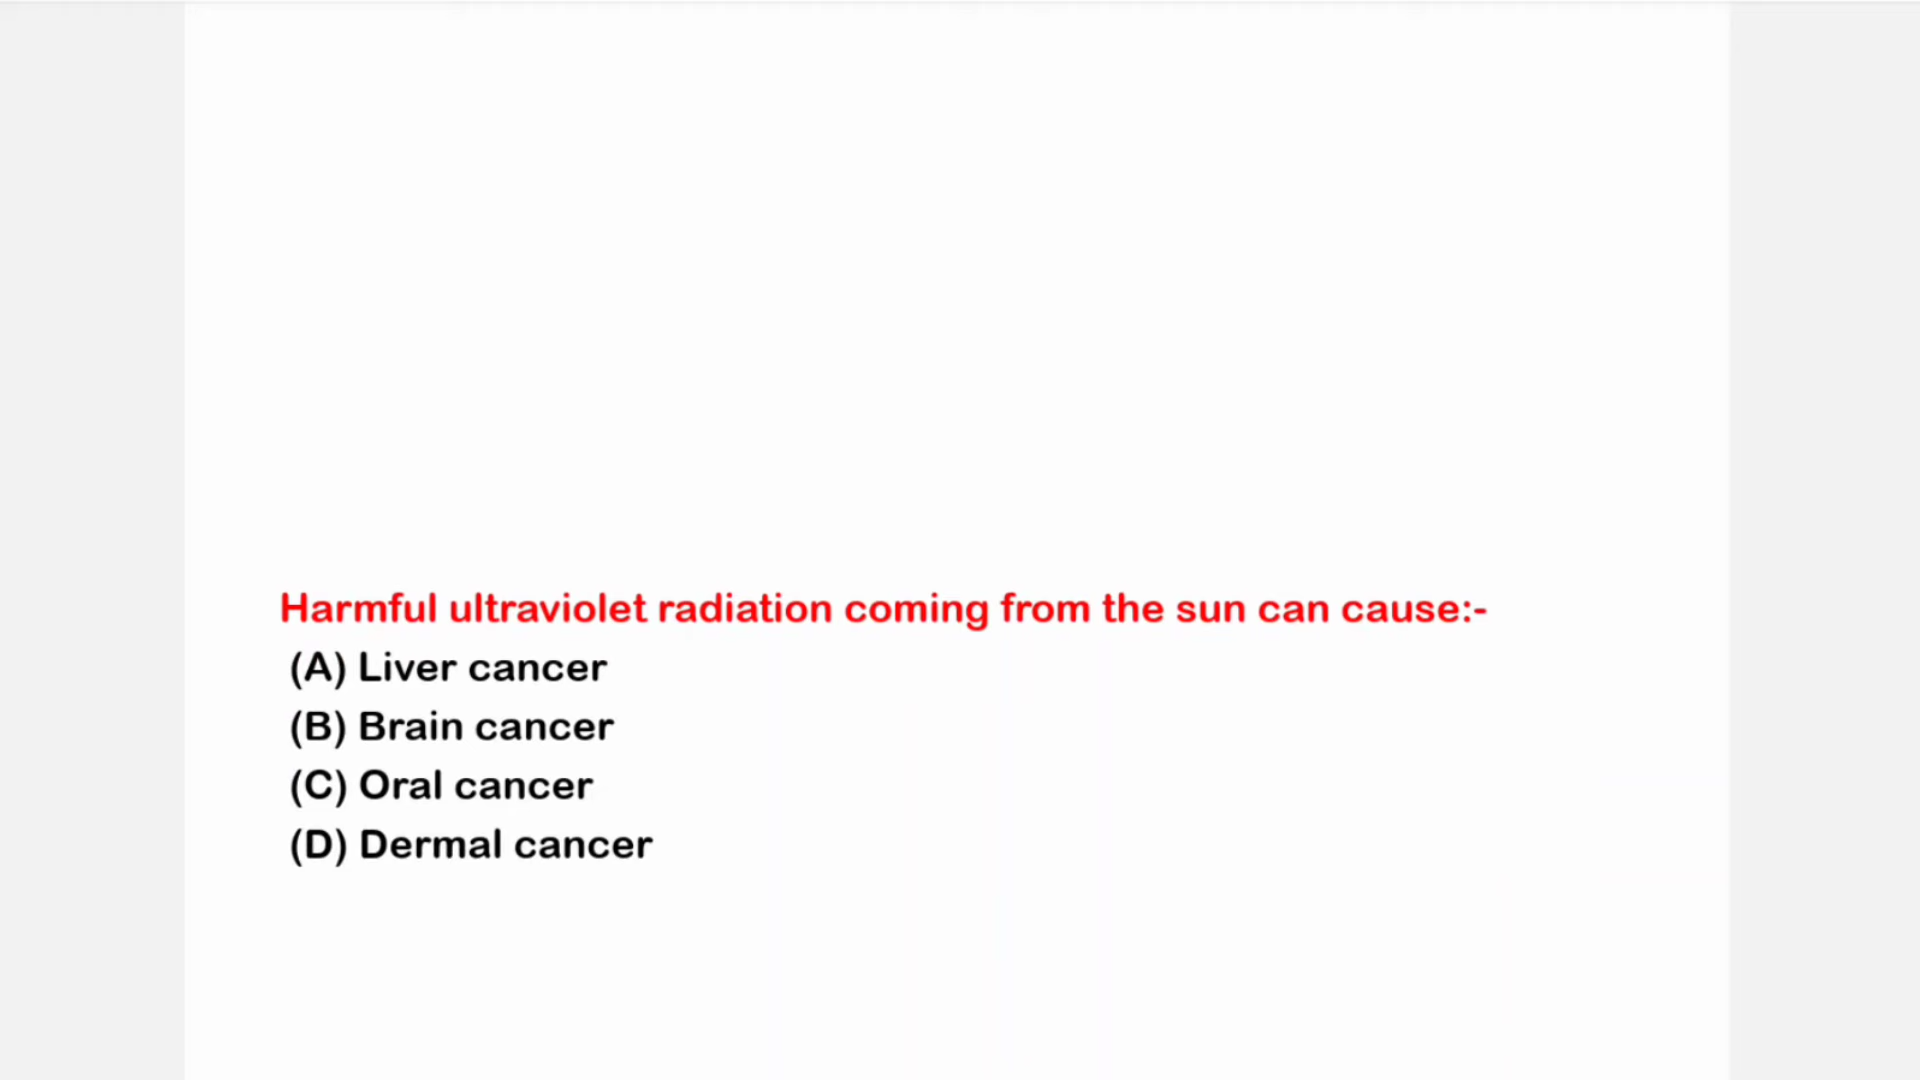 Harmful ultraviolet radiation coming from the sun can cause:-
(A) Liver cancer
(B) Brain cancer
(C) Oral cancer
(D) Dermal cancer